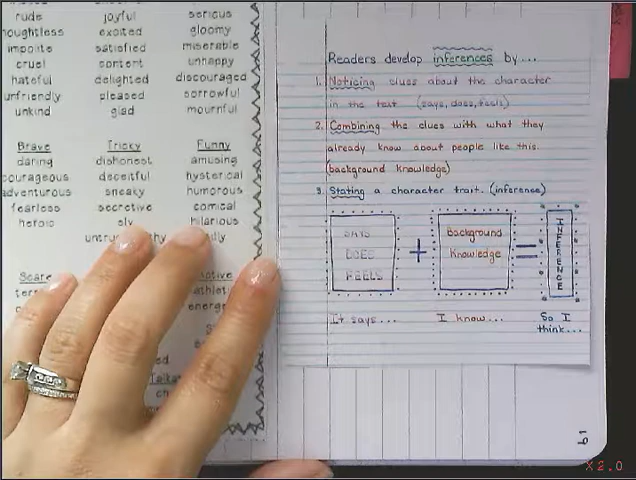 rude joyful serious
thoughtless excited gloomy
impolite satisfied miserable
cruel content unhappy
hateful delighted discouraged
unfriendly pleased sorrowful
unkind glad mournful
Brave Tricky Funny
daring dishonest amusing
courageous deceitful hysterical
adventurous sneaky humorous
fearless secretive comical
heroic sly hilarious
Readers develop inferences by...
1. Noticing clues about the character
in the text (says, does, feels)
2. Combining the clues with what they
already know about people like this.
(background knowledge)
3. Stating a character trait. (inference)
SAYS
DOES
FEELS
+
Background
Knowledge
=
INFERENCE
It says... I know... So I
think...
61
X2.0